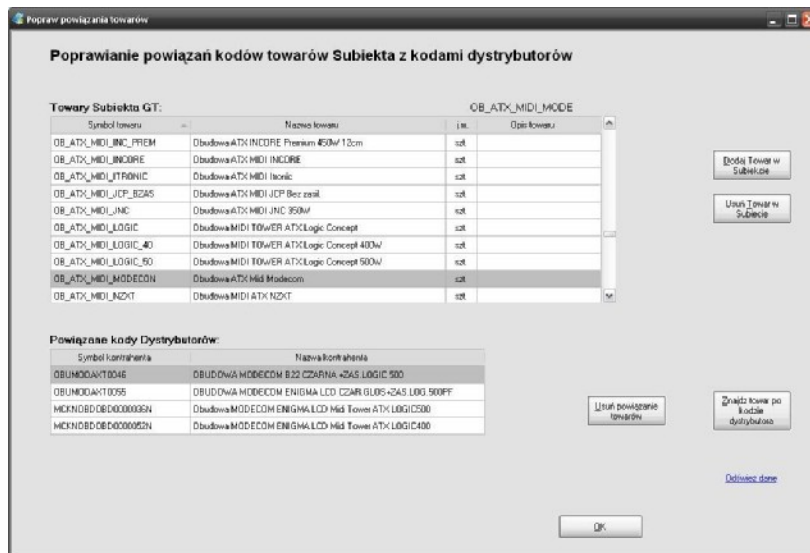 Popraw powiązania towarów
Poprawianie powiązań kodów towarów Subiekta z kodami dystrybutorów
Towary Subiekta GT: OB_ATX_MIDI_MODE
Symbol towaru Nazwa towaru j.m. Opis towaru
OB_ATX_MIDI_INC_PREM Obudowa ATX INCORE Premium 450W 12cm szt.
OB_ATX_MIDI_INCORE Obudowa ATX MIDI INCORE szt.
OB_ATX_MIDI_ITRONIC Obudowa ATX MIDI Itronic szt.
OB_ATX_MIDI_JCP_BZAS Obudowa ATX MIDI JCP Bez zasil. szt.
OB_ATX_MIDI_JNC Obudowa ATX MIDI JNC 350W szt.
OB_ATX_MIDI_LOGIC Obudowa MIDI TOWER ATX Logic Concept szt.
OB_ATX_MIDI_LOGIC_40 Obudowa MIDI TOWER ATX Logic Concept 400W szt.
OB_ATX_MIDI_LOGIC_50 Obudowa MIDI TOWER ATX Logic Concept 500W szt.
OB_ATX_MIDI_MODECON Obudowa ATX Midi Modecom szt.
OB_ATX_MIDI_NZXT Obudowa MIDI ATX NZXT szt.
Dodaj Towar w
Subiekcie
Usuń Towar w
Subiecie
Powiązane kody Dystrybutorów:
Symbol kontrahenta Nazwa kontrahenta
OBUMODAKT0046 OBUDOWA MODECOM B22 CZARNA +ZAS.LOGIC 500
OBUMODAKT0055 OBUDOWA MODECOM ENIGMA LCD CZAR.GLOS+ZAS.LOG.500PF
MCKNOBDOBD0000036N Obudowa MODECOM ENIGMA LCD Midi Tower ATX LOGIC500
MCKNOBDOBD0000052N Obudowa MODECOM ENIGMA LCD Midi Tower ATX LOGIC400
Usuń powiązanie
towarów
Znajdz towar po
kodzie
dystrybutora
Odśwież dane
OK